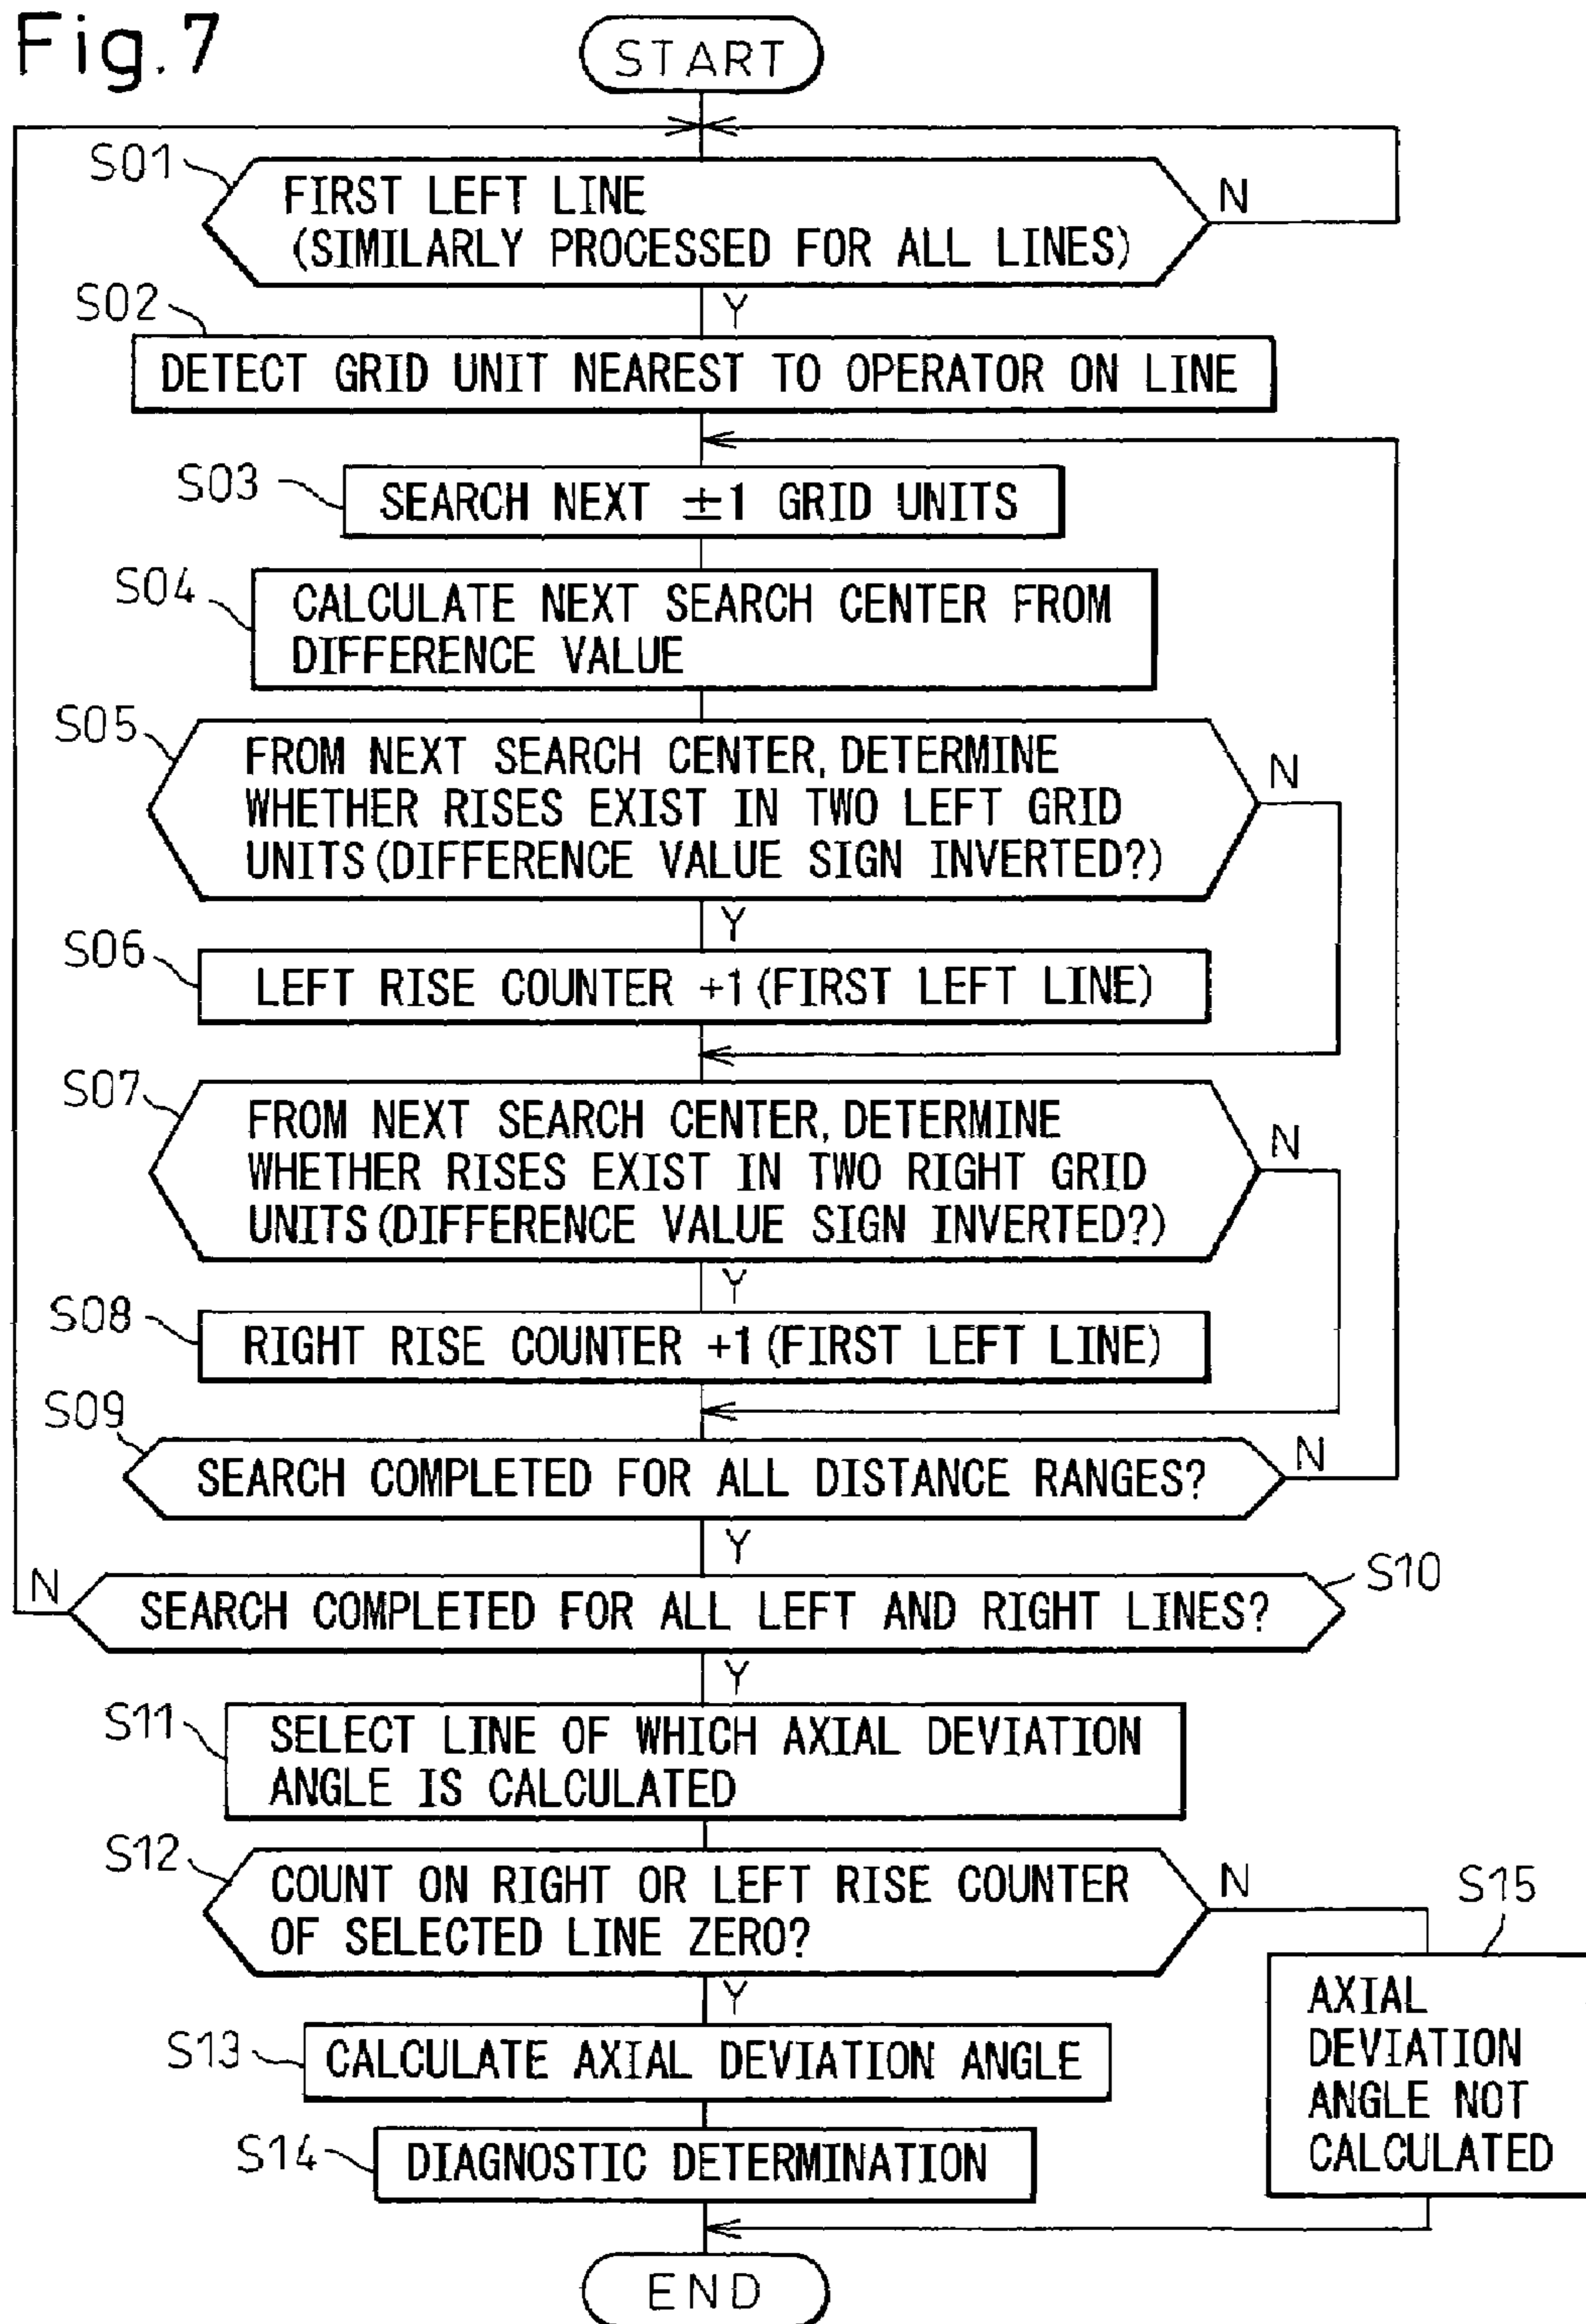 Fig.7
START
S01
FIRST LEFT LINE
(SIMILARLY PROCESSED FOR ALL LINES)
N
Y
S02
DETECT GRID UNIT NEAREST TO OPERATOR ON LINE
S03
SEARCH NEXT ±1 GRID UNITS
S04
CALCULATE NEXT SEARCH CENTER FROM
DIFFERENCE VALUE
S05
FROM NEXT SEARCH CENTER, DETERMINE
WHETHER RISES EXIST IN TWO LEFT GRID
UNITS (DIFFERENCE VALUE SIGN INVERTED?)
N
Y
S06
LEFT RISE COUNTER +1 (FIRST LEFT LINE)
S07
FROM NEXT SEARCH CENTER, DETERMINE
WHETHER RISES EXIST IN TWO RIGHT GRID
UNITS (DIFFERENCE VALUE SIGN INVERTED?)
N
Y
S08
RIGHT RISE COUNTER +1 (FIRST LEFT LINE)
S09
SEARCH COMPLETED FOR ALL DISTANCE RANGES?
N
Y
S10
SEARCH COMPLETED FOR ALL LEFT AND RIGHT LINES?
N
Y
S11
SELECT LINE OF WHICH AXIAL DEVIATION
ANGLE IS CALCULATED
S12
COUNT ON RIGHT OR LEFT RISE COUNTER
OF SELECTED LINE ZERO?
N
Y
S15
AXIAL
DEVIATION
ANGLE NOT
CALCULATED
S13
CALCULATE AXIAL DEVIATION ANGLE
S14
DIAGNOSTIC DETERMINATION
END